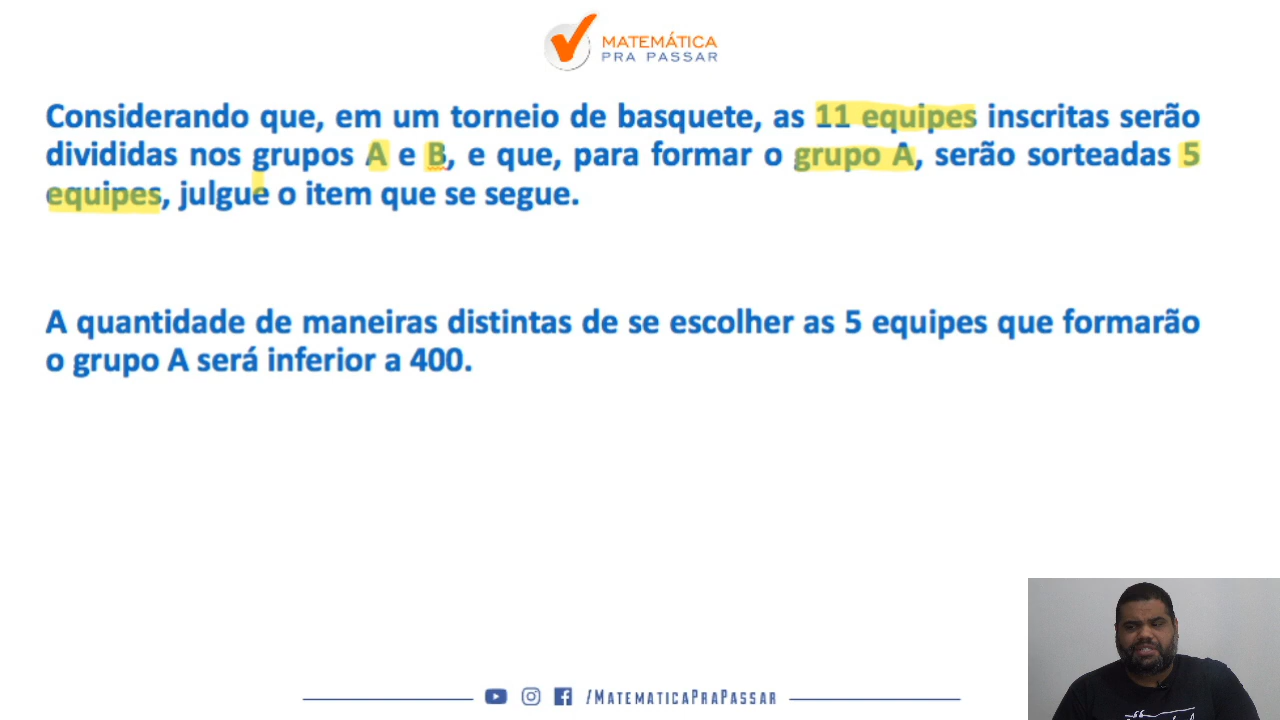 MATEMÁTICA
PRA PASSAR
Considerando que, em um torneio de basquete, as 11 equipes inscritas serão
divididas nos grupos A e B, e que, para formar o grupo A, serão sorteadas 5
equipes, julgue o item que se segue.
A quantidade de maneiras distintas de se escolher as 5 equipes que formarão
o grupo A será inferior a 400.
/MATEMATICAPRAPASSAR